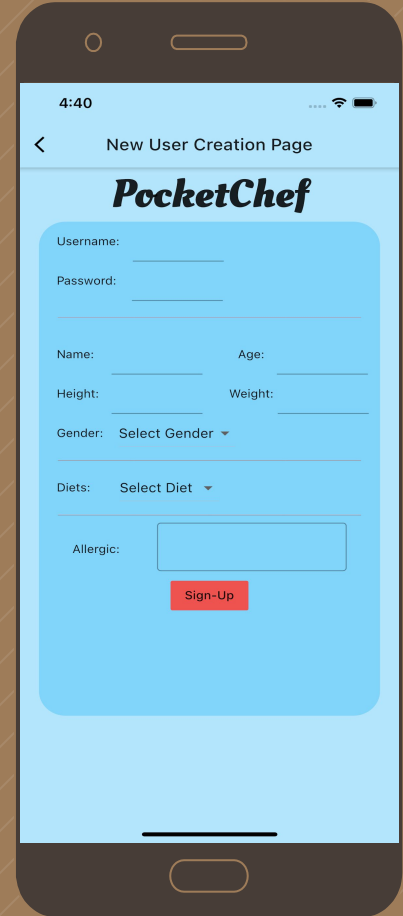 4:40
New User Creation Page
PocketChef
Username:
Password:
Name: Age:
Height: Weight:
Gender: Select Gender
Diets: Select Diet
Allergic:
Sign-Up